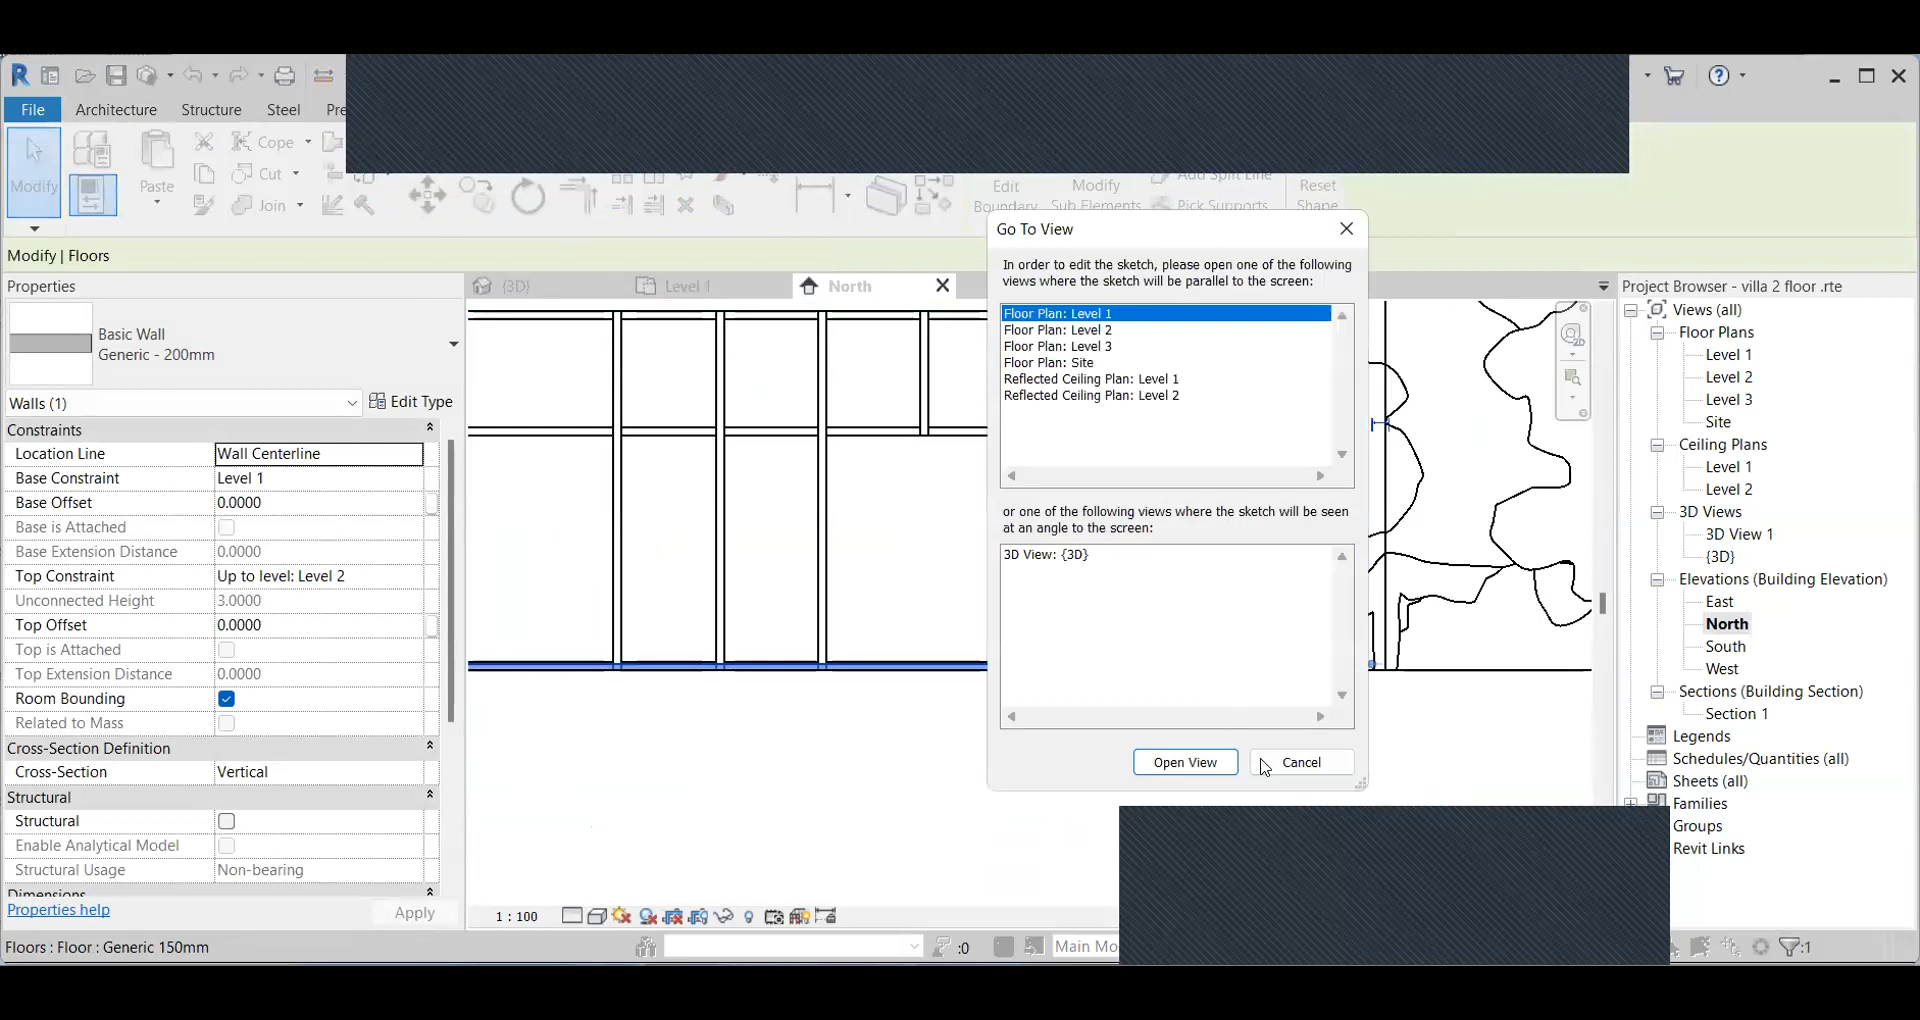 File Architecture Structure Steel Pre
Modify
Paste
Cope
Cut
Join
Edit
Boundary
Modify
Sub Elements
Add Split Line
Pick Supports
Reset
Shape
Modify | Floors
Properties
Basic Wall
Generic - 200mm
Walls (1) Edit Type
Constraints
Location Line Wall Centerline
Base Constraint Level 1
Base Offset 0.0000
Base is Attached
Base Extension Distance 0.0000
Top Constraint Up to level: Level 2
Unconnected Height 3.0000
Top Offset 0.0000
Top is Attached
Top Extension Distance 0.0000
Room Bounding
Related to Mass
Cross-Section Definition
Cross-Section Vertical
Structural
Structural
Enable Analytical Model
Structural Usage Non-bearing
Dimensions
Properties help Apply
{3D} Level 1 North
Go To View
In order to edit the sketch, please open one of the following
views where the sketch will be parallel to the screen:
Floor Plan: Level 1
Floor Plan: Level 2
Floor Plan: Level 3
Floor Plan: Site
Reflected Ceiling Plan: Level 1
Reflected Ceiling Plan: Level 2
or one of the following views where the sketch will be seen
at an angle to the screen:
3D View: {3D}
Open View Cancel
2D
Project Browser - villa 2 floor .rte
Views (all)
Floor Plans
Level 1
Level 2
Level 3
Site
Ceiling Plans
Level 1
Level 2
3D Views
3D View 1
{3D}
Elevations (Building Elevation)
East
North
South
West
Sections (Building Section)
Section 1
Legends
Schedules/Quantities (all)
Sheets (all)
Families
Groups
Revit Links
1 : 100
Floors : Floor : Generic 150mm :0 Main Mo :1